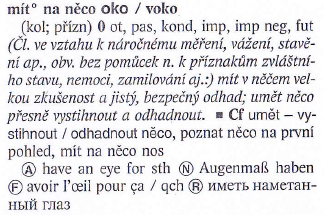 mít° na něco oko / voko
(kol; přízn) 0 ot, pas, kond, imp, imp neg, fut
(Čl. ve vztahu k náročnému měření, vážení, stavě-
ní ap., obv. bez pomůcek n. k příznakům zvláštní-
ho stavu, nemoci, zamilování aj.:) mít v něčem vel-
kou zkušenost a jistý, bezpečný odhad; umět něco
přesně vystihnout a odhadnout. ■ Cf umět – vy-
stihnout / odhadnout něco, poznat něco na první
pohled, mít na něco nos
Ⓐ have an eye for sth Ⓝ Augenmaß haben
Ⓕ avoir l'œil pour ça / qch Ⓡ иметь наметан-
ный глаз